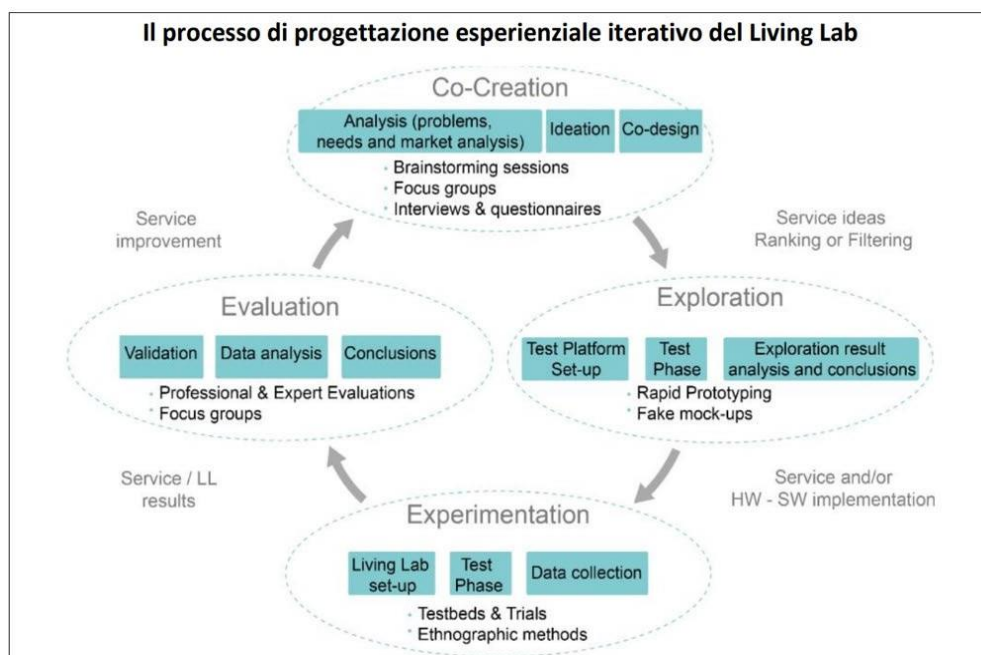 Il processo di progettazione esperienziale iterativo del Living Lab
Co-Creation
Analysis (problems,
needs and market analysis)
Ideation
Co-design
• Brainstorming sessions
• Focus groups
• Interviews & questionnaires
Service
improvement
Service ideas
Ranking or Filtering
Evaluation
Validation
Data analysis
Conclusions
• Professional & Expert Evaluations
• Focus groups
Exploration
Test Platform
Set-up
Test
Phase
Exploration result
analysis and conclusions
• Rapid Prototyping
• Fake mock-ups
Service / LL
results
Service and/or
HW - SW implementation
Experimentation
Living Lab
set-up
Test
Phase
Data collection
• Testbeds & Trials
• Ethnographic methods